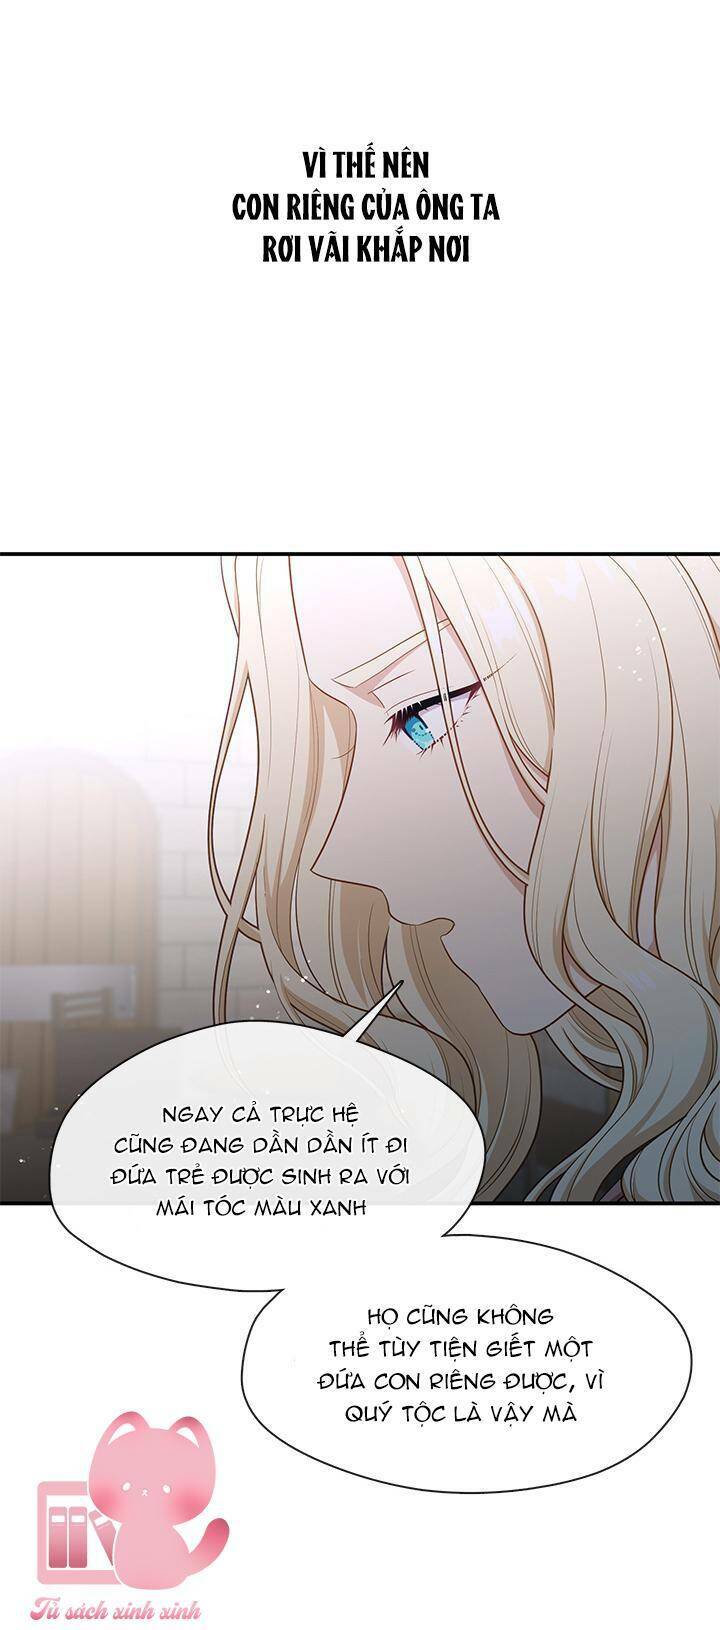 VÌ THẾ NÊN
CON RIÊNG CỦA ÔNG TA
RƠI VÃI KHẮP NƠI
NGAY CẢ TRỰC HỆ
CŨNG ĐANG DẦN DẦN ÍT ĐI
ĐỨA TRẺ ĐƯỢC SINH RA VỚI
MÁI TÓC MÀU XANH
HỌ CŨNG KHÔNG
THỂ TÙY TIỆN GIẾT MỘT
ĐỨA CON RIÊNG ĐƯỢC, VÌ
QUÝ TỘC LÀ VẬY MÀ
Tủ sách xinh xinh